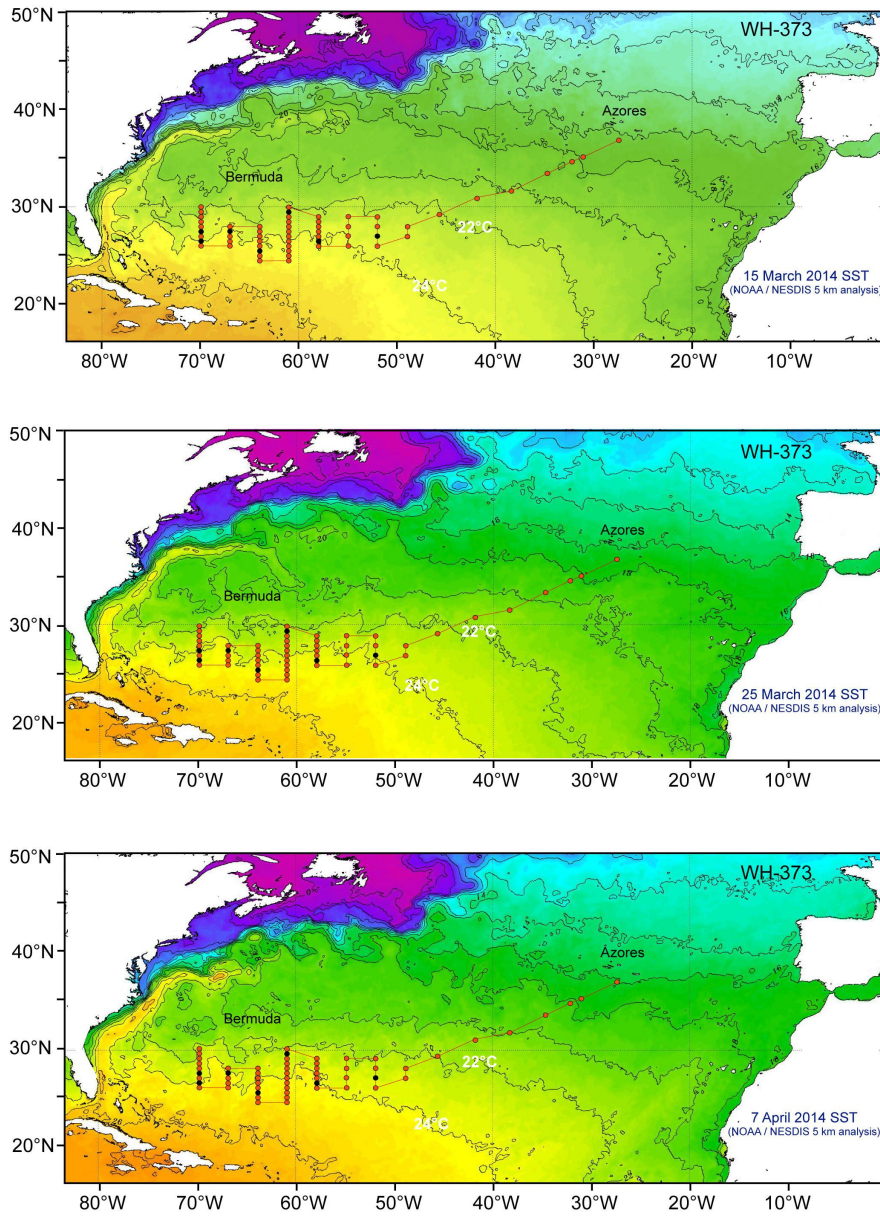 50°N
WH-373
40°N
Azores
Bermuda
30°N
22°C
24°C
15 March 2014 SST
(NOAA / NESDIS 5 km analysis)
20°N
80°W 70°W 60°W 50°W 40°W 30°W 20°W 10°W
50°N
WH-373
40°N
Azores
Bermuda
30°N
22°C
24°C
25 March 2014 SST
(NOAA / NESDIS 5 km analysis)
20°N
80°W 70°W 60°W 50°W 40°W 30°W 20°W 10°W
50°N
WH-373
40°N
Azores
Bermuda
30°N
22°C
24°C
7 April 2014 SST
(NOAA / NESDIS 5 km analysis)
20°N
80°W 70°W 60°W 50°W 40°W 30°W 20°W 10°W